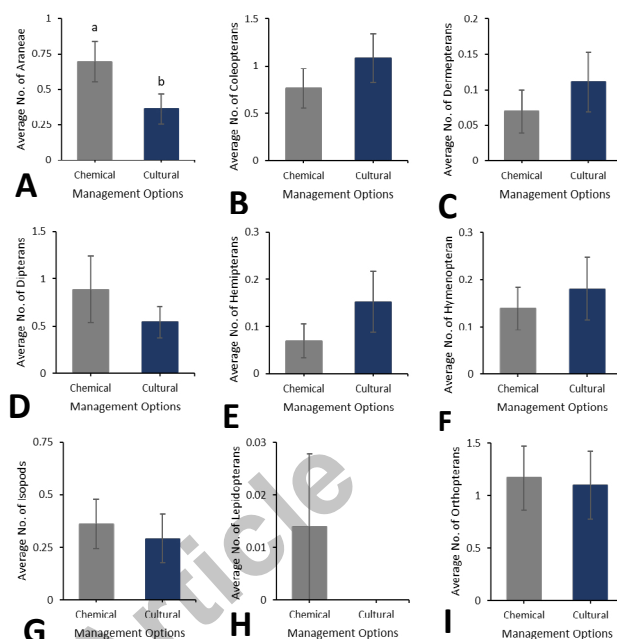 Average No. of Araneae
1
0.75
0.5
0.25
0
a
b
Chemical Cultural
Management Options
A
Average No. of Coleopterans
1.5
1
0.5
0
Chemical Cultural
Management Options
B
Average No. of Dermepterans
0.2
0.15
0.1
0.05
0
Chemical Cultural
Management Options
C
Average No. of Dipterans
1.5
1
0.5
0
Chemical Cultural
Management Options
D
Average No. of Hemipterans
0.3
0.2
0.1
0
Chemical Cultural
Management Options
E
Average No. of Hymenopteran
0.3
0.2
0.1
0
Chemical Cultural
Management Options
F
Average No. of Isopods
0.75
0.5
0.25
0
Chemical Cultural
Management Options
G
Average No. of Lepidopterans
0.03
0.02
0.01
0
Chemical Cultural
Management Options
H
Average No. of Orthopterans
1.5
1
0.5
0
Chemical Cultural
Management Options
I
Article